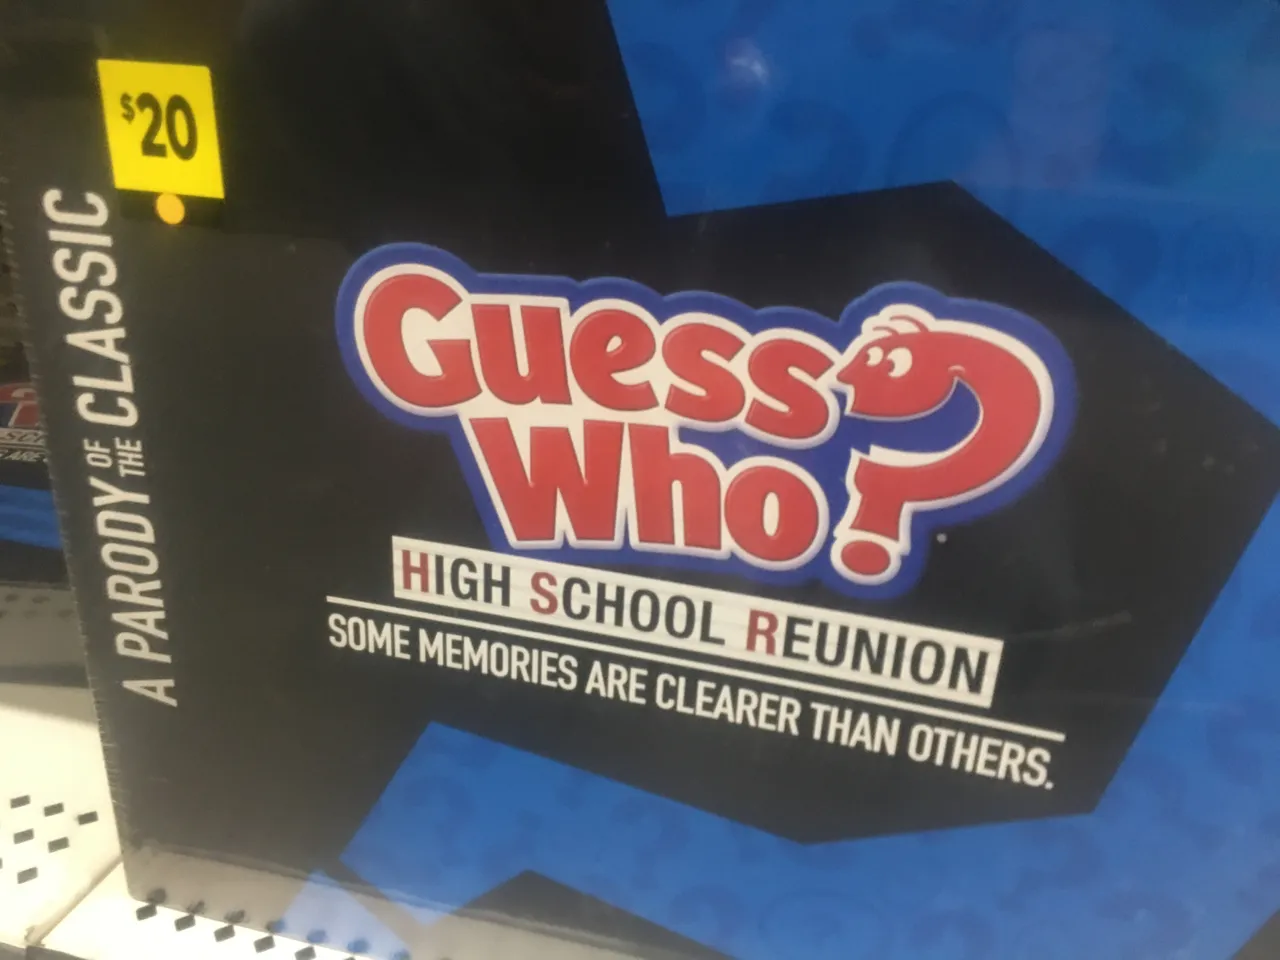 $20
A PARODY OF THE CLASSIC
GUESS
WHO?
HIGH SCHOOL REUNION
SOME MEMORIES ARE CLEARER THAN OTHERS.